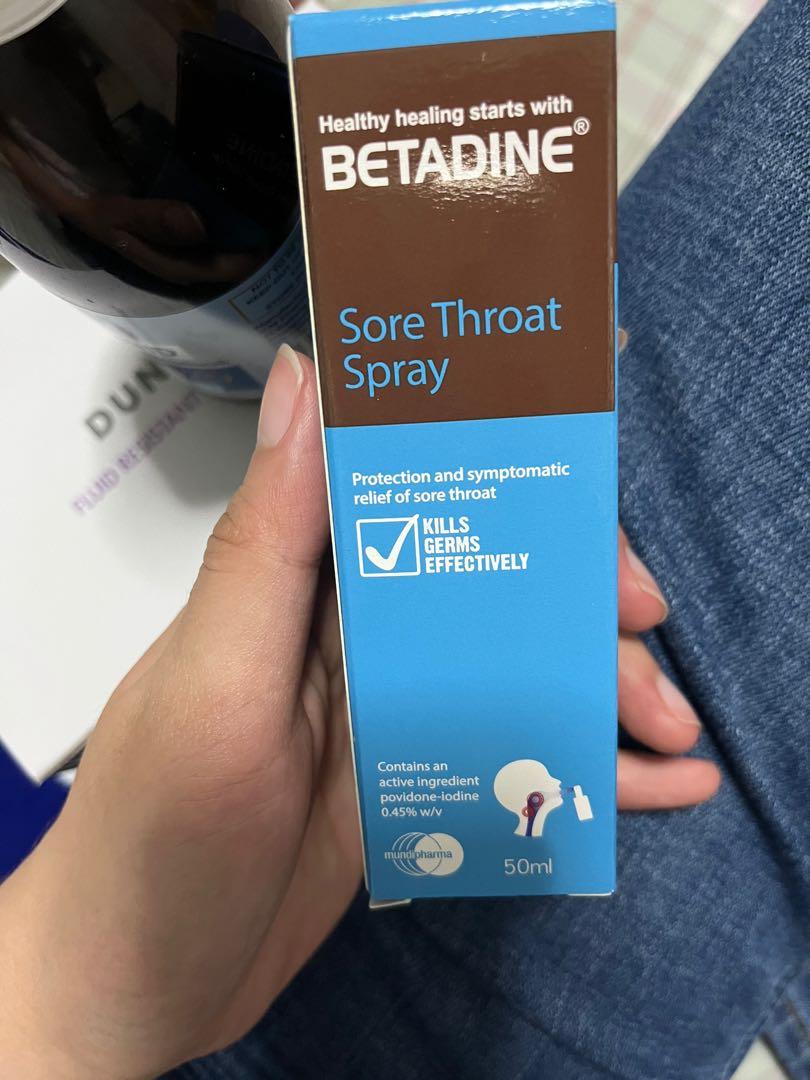 Healthy healing starts with
BETADINE®
Sore Throat
Spray
Protection and symptomatic
relief of sore throat
KILLS
GERMS
EFFECTIVELY
Contains an
active ingredient
povidone-iodine
0.45% w/v
mundipharma
50ml
DUN
FLUID RESISTANT